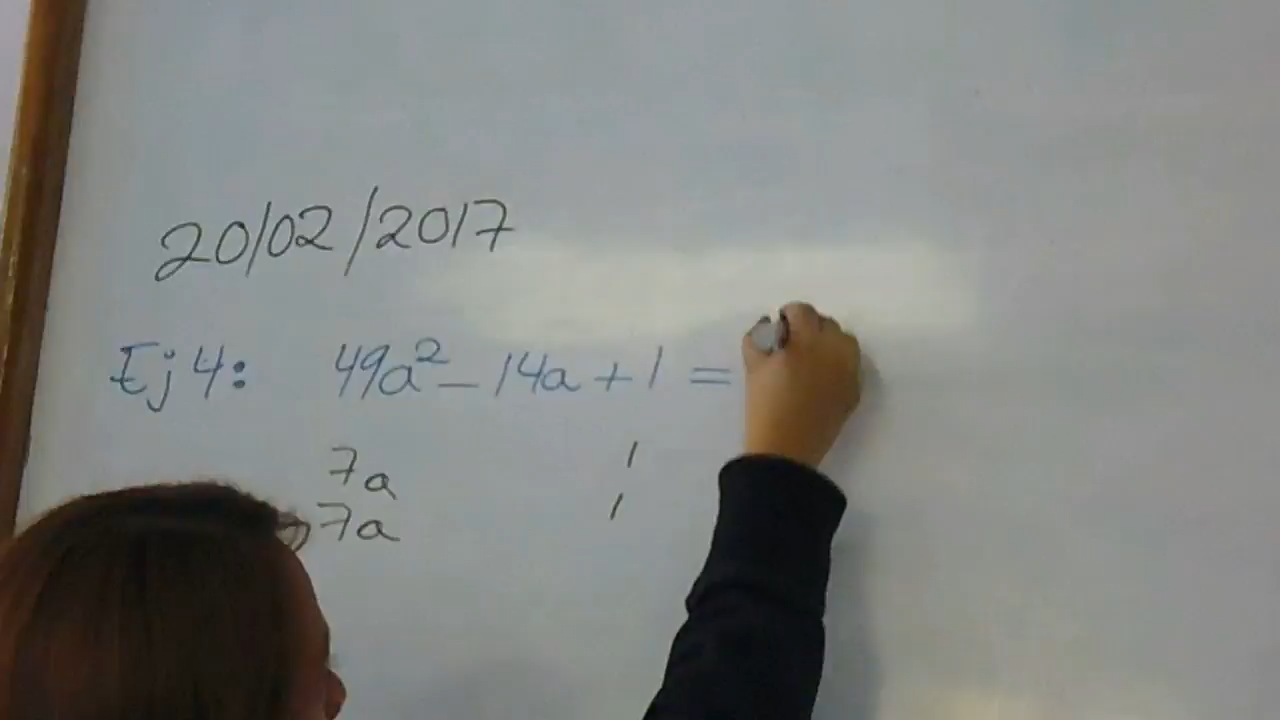 20/02/2017
Ej 4: 49a² - 14a + 1 =
7a 1
7a 1